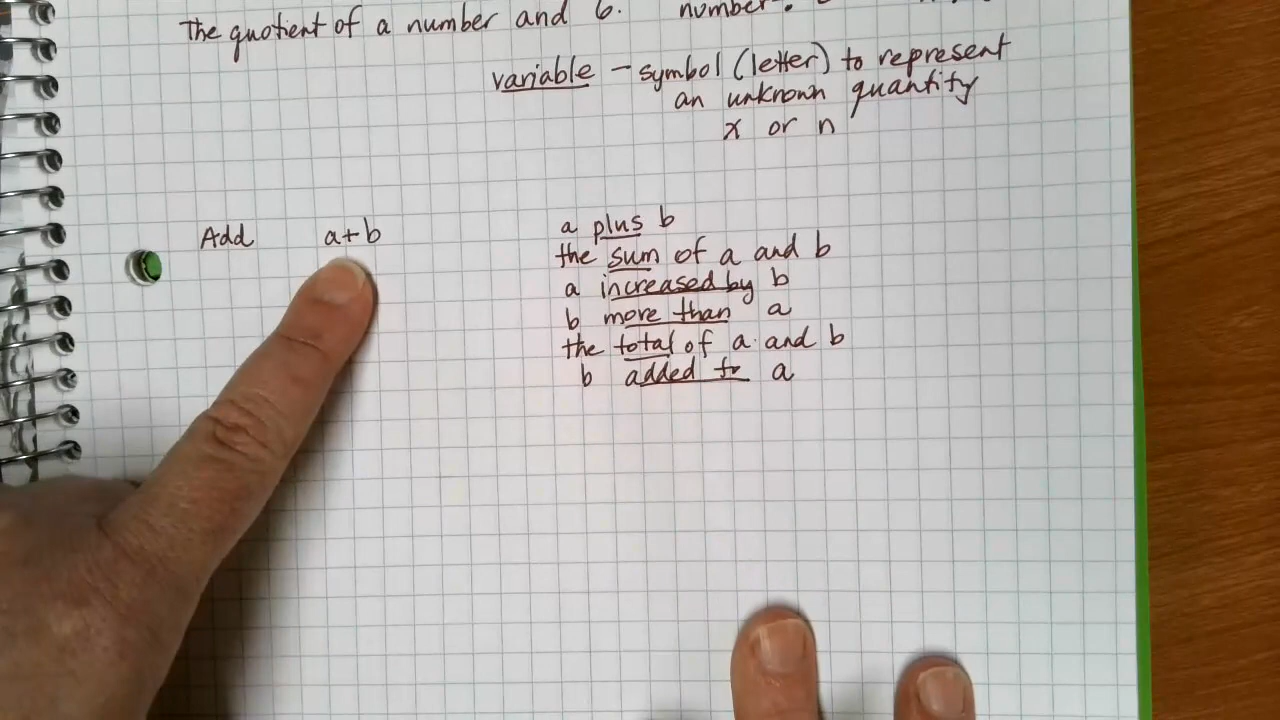 The quotient of a number and 6. number.
variable - symbol (letter) to represent
an unknown quantity
x or n
Add a+b
a plus b
the sum of a and b
a increased by b
b more than a
the total of a and b
b added to a